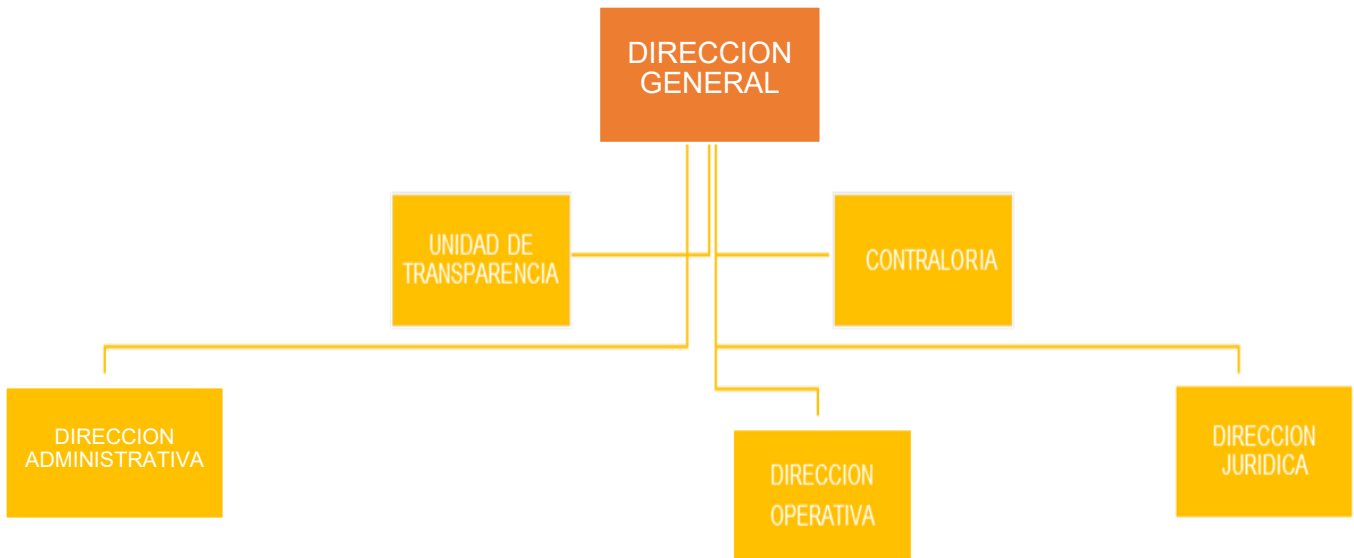 DIRECCION
GENERAL
UNIDAD DE
TRANSPARENCIA
CONTRALORIA
DIRECCION
ADMINISTRATIVA
DIRECCION
OPERATIVA
DIRECCION
JURIDICA